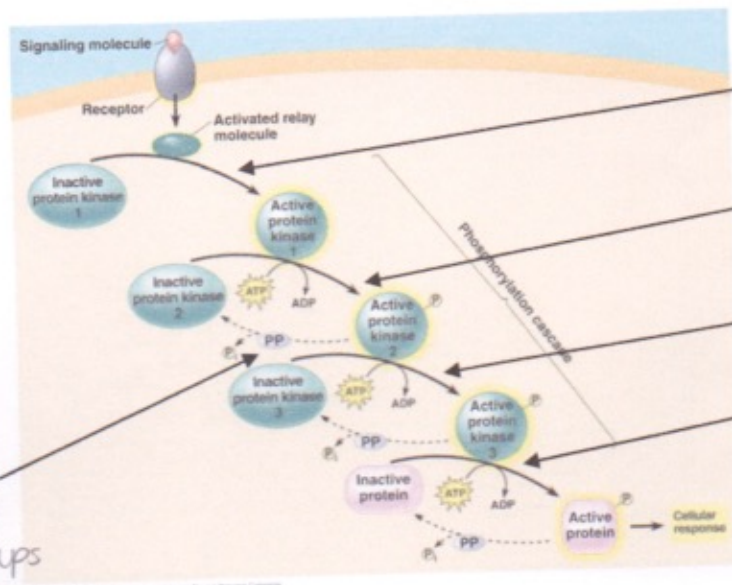 Signaling molecule
Receptor
Activated relay
molecule
Inactive
protein kinase
1
Active
protein
kinase
1
Inactive
protein kinase
2
ATP
ADP
Active
protein
kinase
2
P
PP
P
Phosphorylation cascade
Inactive
protein kinase
3
ATP
ADP
Active
protein
kinase
3
P
PP
P
Inactive
protein
ATP
ADP
Active
protein
P
Cellular
response
PP
P
ups